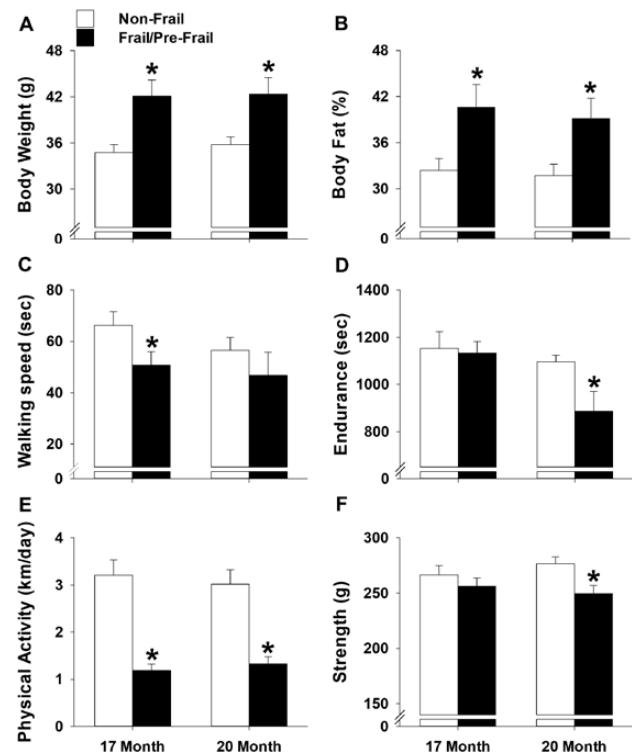 A
Non-Frail
Frail/Pre-Frail
B
48
42
36
30
0
Body Weight (g)
*
*
48
42
36
30
0
Body Fat (%)
*
*
C
80
60
40
20
0
Walking speed (sec)
*
D
1400
1200
1000
800
0
Endurance (sec)
*
E
4
3
2
1
0
Physical Activity (km/day)
*
*
17 Month
20 Month
F
300
250
200
150
0
Strength (g)
*
17 Month
20 Month